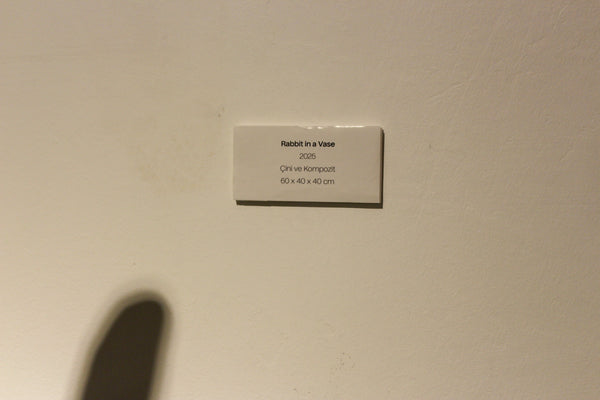 Rabbit in a Vase
2025
Çini ve Kompozit
60 x 40 x 40 cm